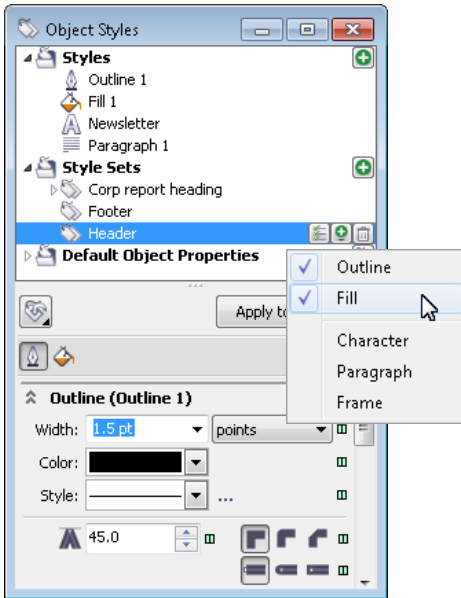 Object Styles
Styles
Outline 1
Fill 1
Newsletter
Paragraph 1
Style Sets
Corp report heading
Footer
Header
Default Object Properties
Outline
Fill
Character
Paragraph
Frame
Apply to
Outline (Outline 1)
Width: 1.5 pt points
Color:
Style: ...
45.0